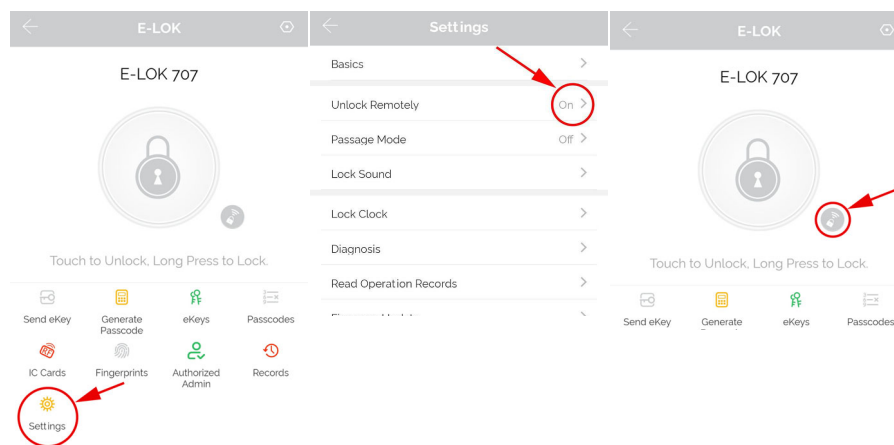 E-LOK
E-LOK 707
Touch to Unlock, Long Press to Lock.
Send eKey
Generate
Passcode
eKeys
Passcodes
IC Cards
Fingerprints
Authorized
Admin
Records
Settings
Settings
Basics
Unlock Remotely On
Passage Mode Off
Lock Sound
Lock Clock
Diagnosis
Read Operation Records
E-LOK
E-LOK 707
Touch to Unlock, Long Press to Lock.
Send eKey
Generate
eKeys
Passcodes